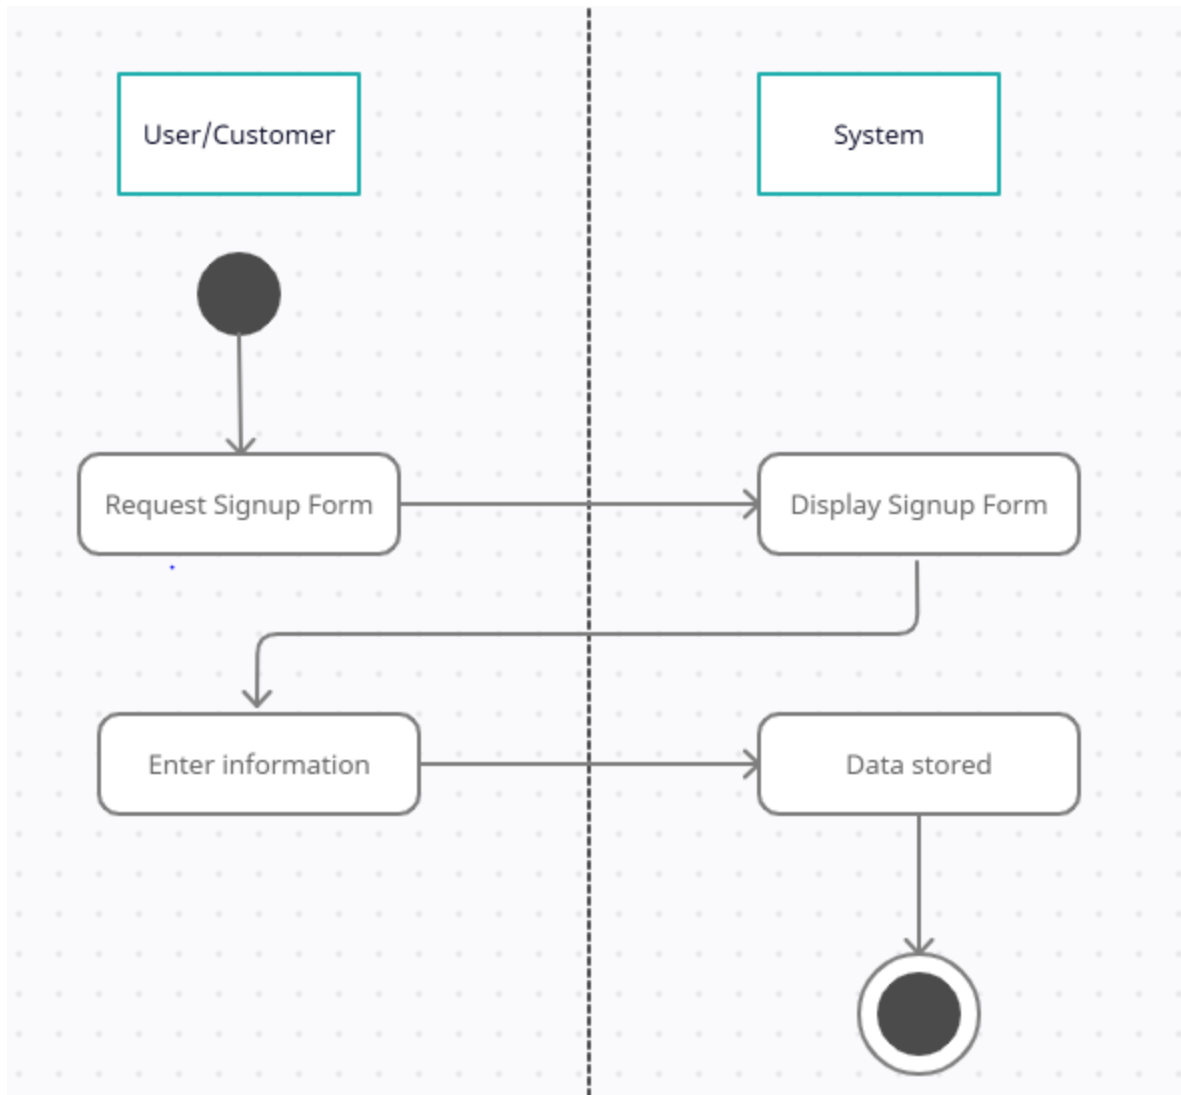 User/Customer
System
Request Signup Form
Display Signup Form
Enter information
Data stored